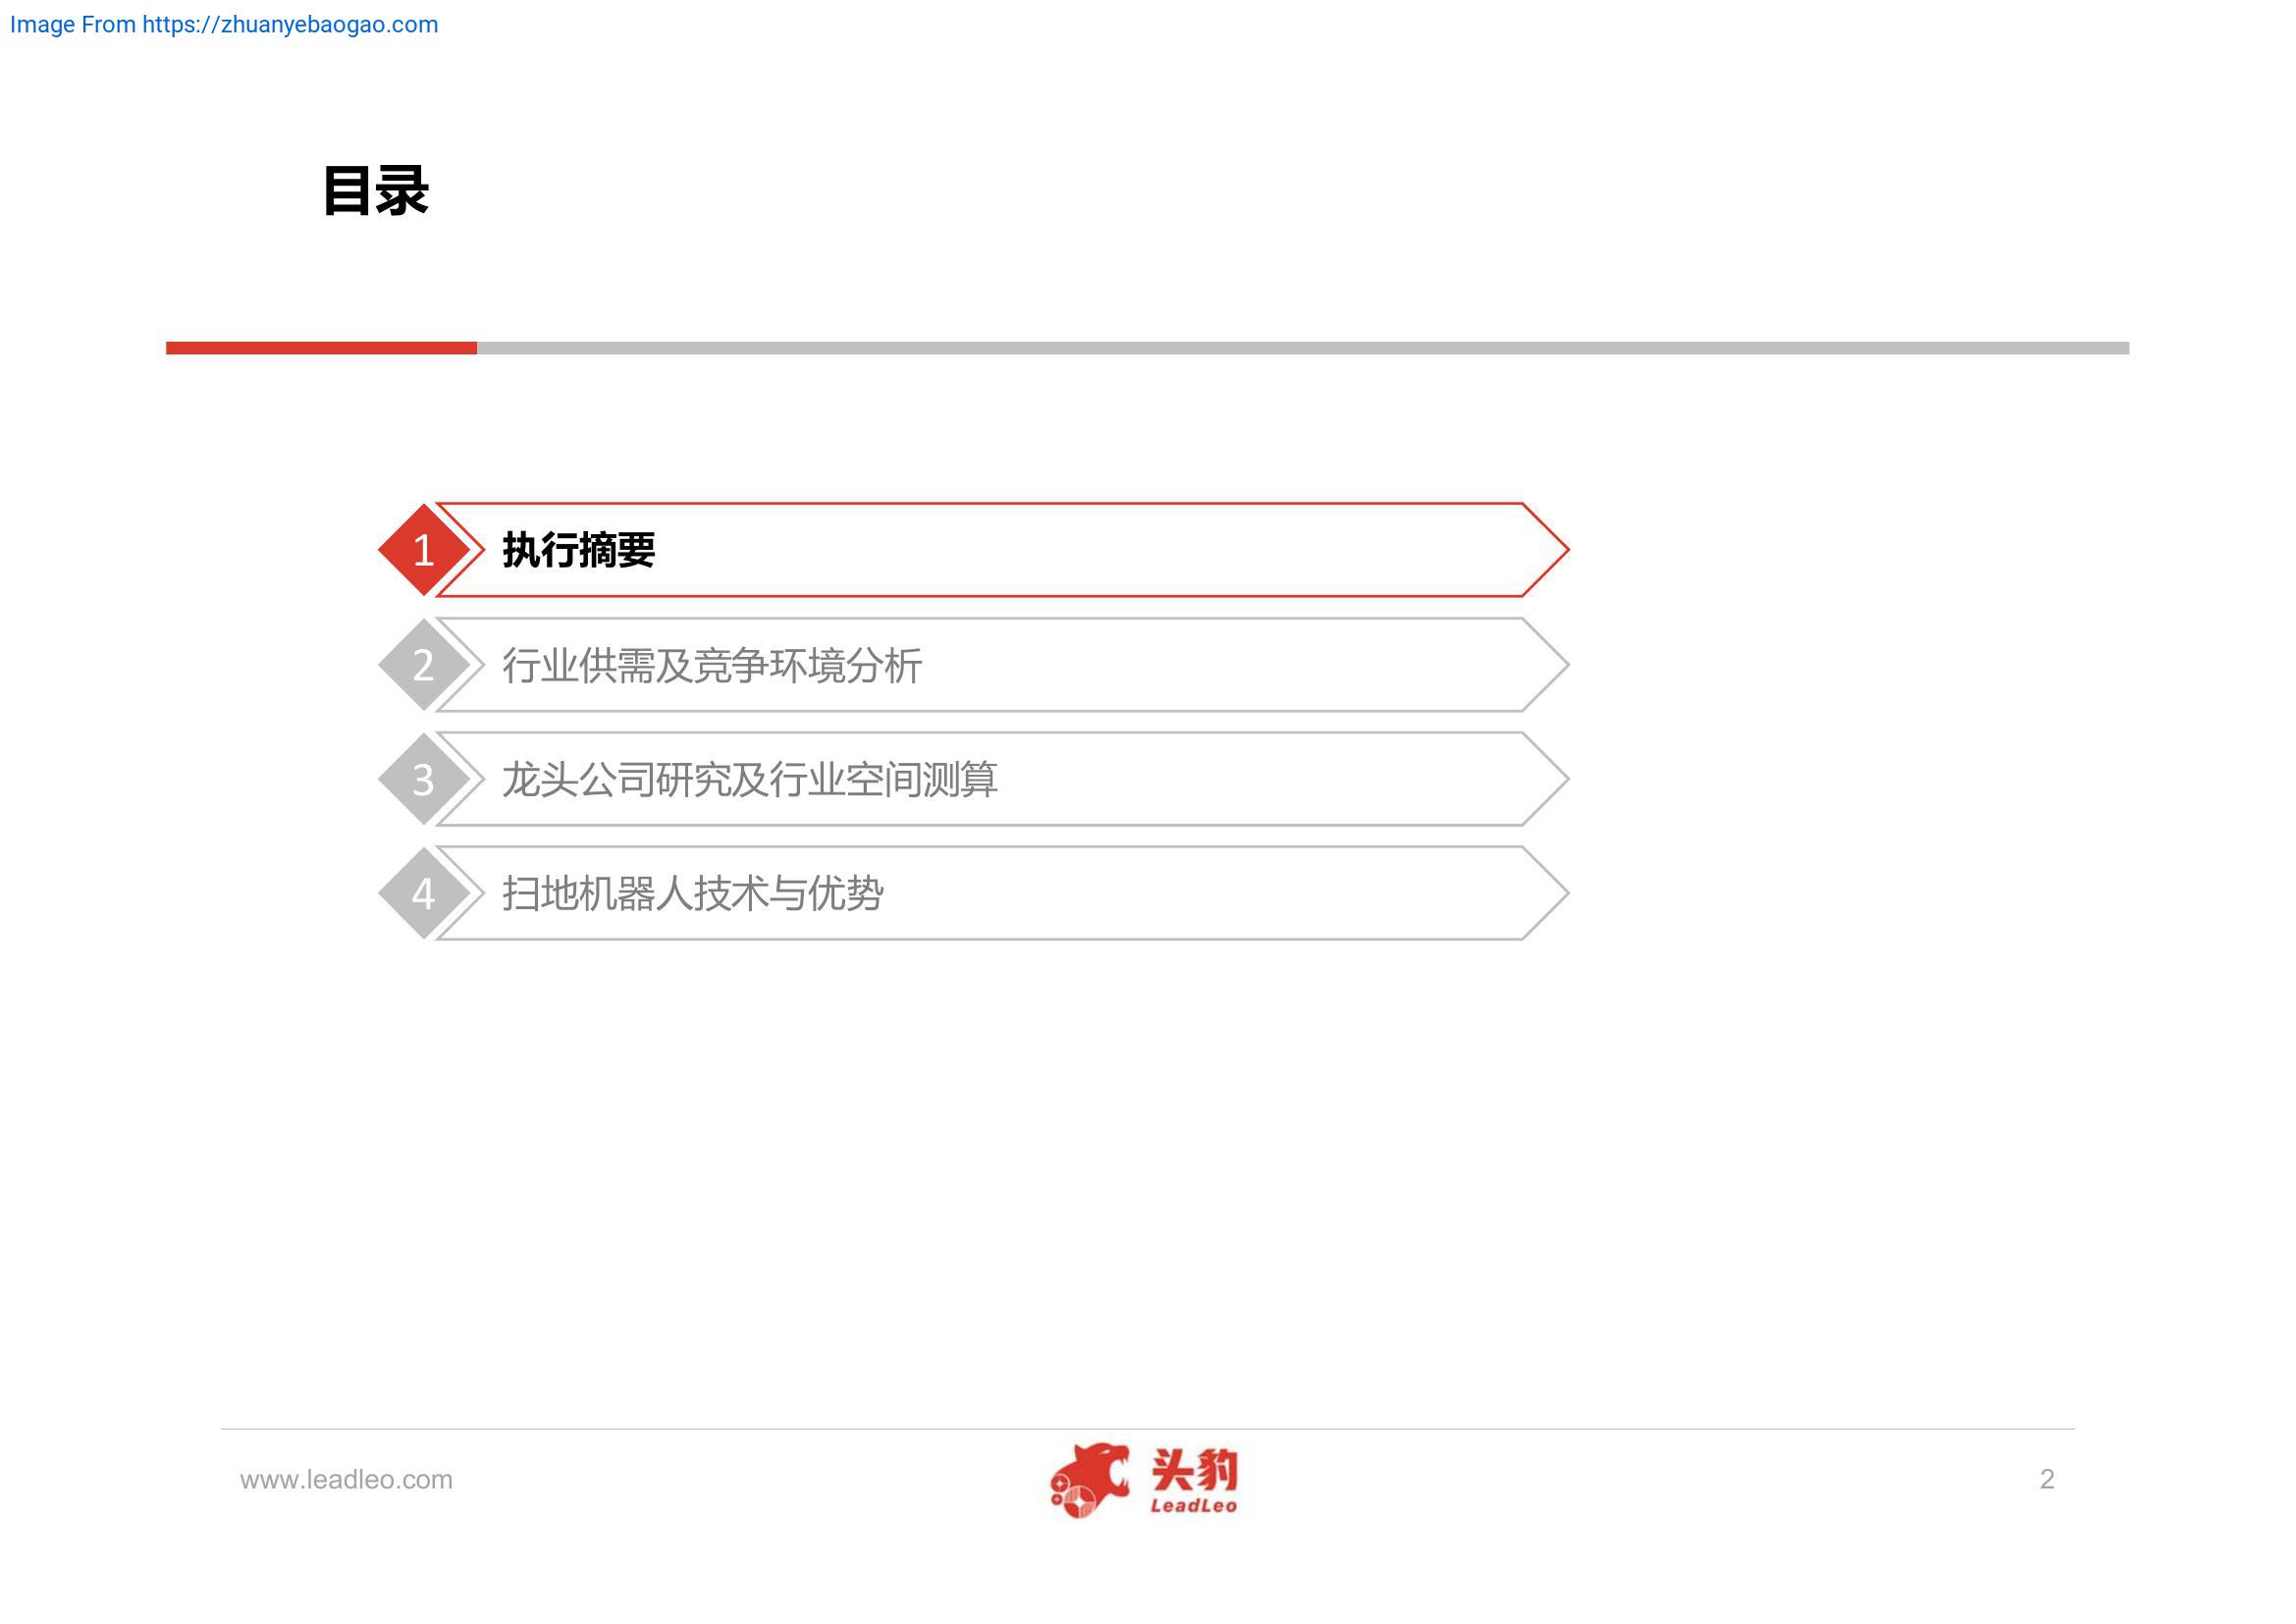 Image From https://zhuanyebaogao.com
目录
1 执行摘要
2 行业供需及竞争环境分析
3 龙头公司研究及行业空间测算
4 扫地机器人技术与优势
www.leadleo.com
头豹
LeadLeo
2